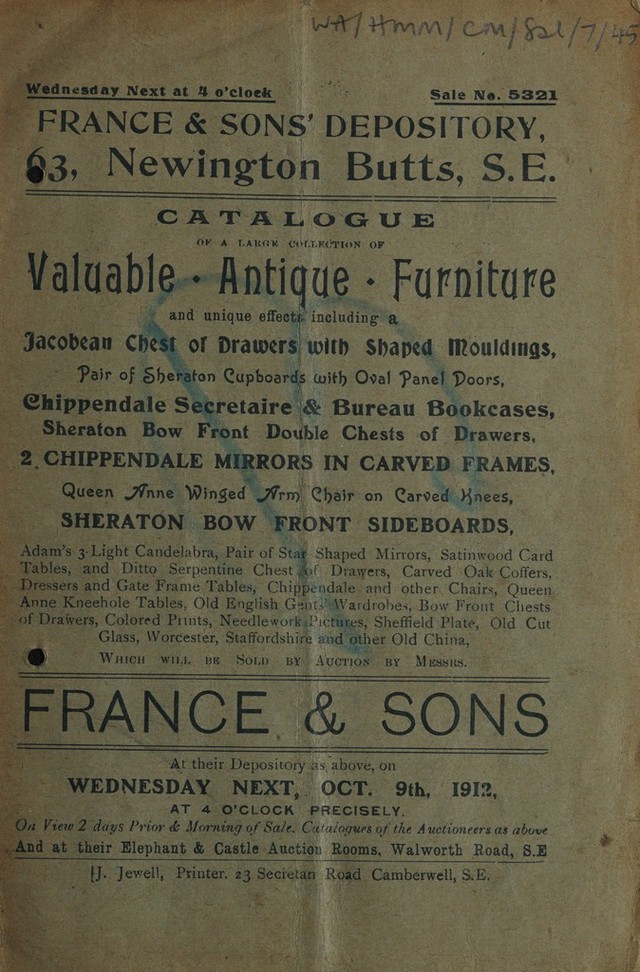 WA/HMM/CM/Sal/7/45
Wednesday Next at 4 o'clock Sale No. 5321
FRANCE & SONS' DEPOSITORY,
63, Newington Butts, S.E.
CATALOGUE
OF A LARGE COLLECTION OF
Valuable · Antique · Furniture
and unique effects including a
Jacobean Chest of Drawers with Shaped Mouldings,
Pair of Sheraton Cupboards with Oval Panel Doors,
Chippendale Secretaire & Bureau Bookcases,
Sheraton Bow Front Double Chests of Drawers,
2, CHIPPENDALE MIRRORS IN CARVED FRAMES,
Queen Anne Winged Arm Chair on Carved Knees,
SHERATON BOW FRONT SIDEBOARDS,
Adam's 3-Light Candelabra, Pair of Star Shaped Mirrors, Satinwood Card
Tables, and Ditto Serpentine Chest of Drawers, Carved Oak Coffers,
Dressers and Gate Frame Tables, Chippendale and other Chairs, Queen
Anne Kneehole Tables, Old English Gents' Wardrobes, Bow Front Chests
of Drawers, Colored Prints, Needlework Pictures, Sheffield Plate, Old Cut
Glass, Worcester, Staffordshire and other Old China,
WHICH WILL BE SOLD BY AUCTION BY MESSRS.
FRANCE & SONS
At their Depository as above, on
WEDNESDAY NEXT, OCT. 9th, 1912,
AT 4 O'CLOCK PRECISELY.
On View 2 days Prior & Morning of Sale. Catalogues of the Auctioneers as above
And at their Elephant & Castle Auction Rooms, Walworth Road, S.E
[J. Jewell, Printer. 23 Secretan Road Camberwell, S.E.